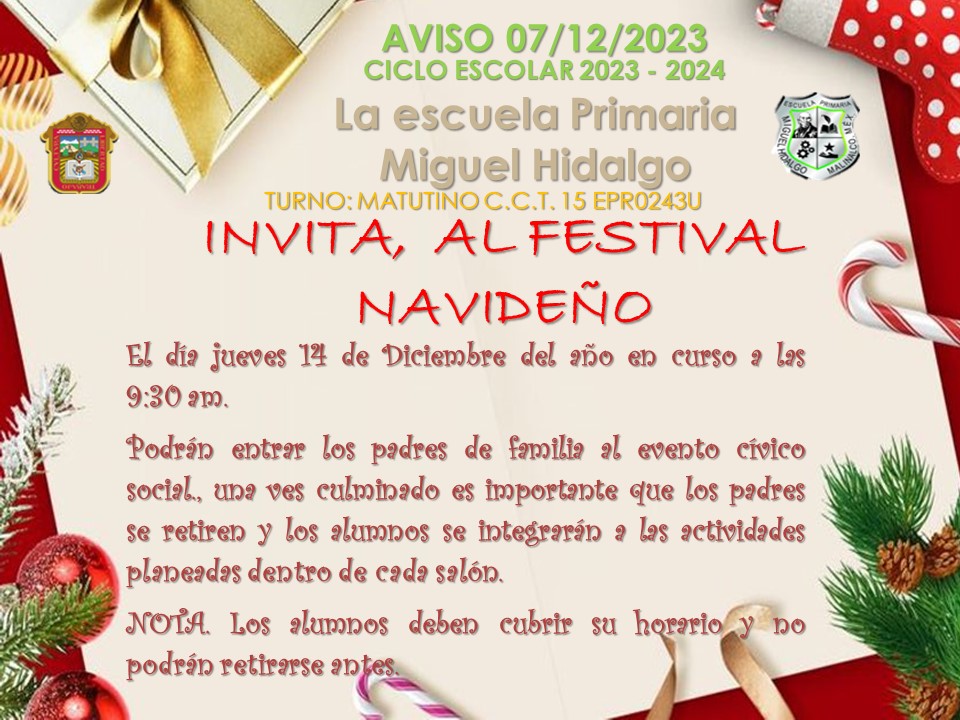 AVISO 07/12/2023
CICLO ESCOLAR 2023 - 2024
La escuela Primaria
Miguel Hidalgo
ESCUELA PRIMARIA
MIGUEL HIDALGO
MALINALCO, MÉX.
TURNO: MATUTINO C.C.T. 15 EPR0243U
INVITA, AL FESTIVAL
NAVIDEÑO
El día jueves 14 de Diciembre del año en curso a las
9:30 am.
Podrán entrar los padres de familia al evento cívico
social., una ves culminado es importante que los padres
se retiren y los alumnos se integrarán a las actividades
planeadas dentro de cada salón.
NOTA. Los alumnos deben cubrir su horario y no
podrán retirarse antes.